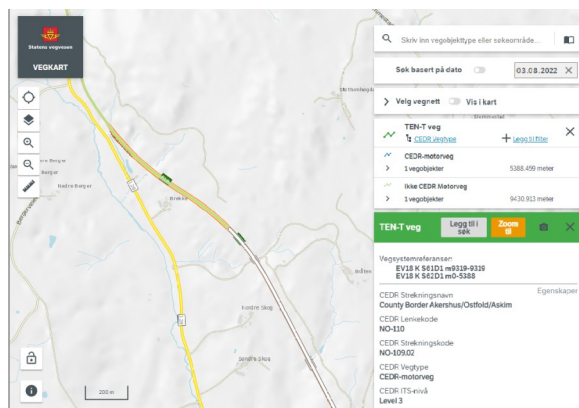 Statens vegvesen
VEGKART
Skriv inn vegobjekttype eller søkeområde...
Søk basert på dato
03.08.2022
Velg vegnett
Vis i kart
TEN-T veg
CEDR Vegtype
Legg til filter
CEDR-motorveg
1 vegobjekter
5388.459 meter
Ikke CEDR Motorveg
1 vegobjekter
9430.913 meter
TEN-T veg
Legg til i søk
Zoom til
Vegsystemreferanser:
EV18 K S61D1 m9319-9319
EV18 K S62D1 m0-5388
Egenskaper
CEDR Strekningsnavn
County Border Akershus/Ostfold/Askim
CEDR Lenkekode
NO-110
CEDR Strekningskode
NO-109.02
CEDR Vegtype
CEDR-motorveg
CEDR ITS-nivå
Level 3
Nedre Berger
Brekke
Nordre Skog
Søndre Skog
200 m